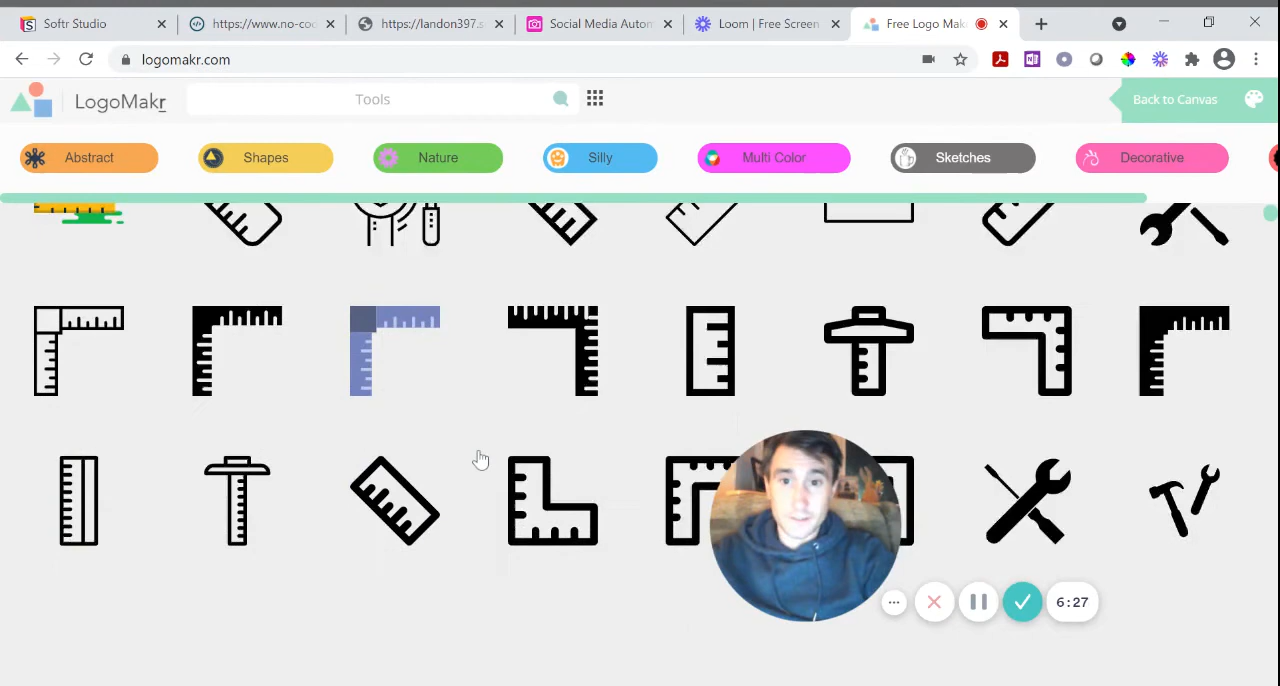 Softr Studio
https://www.no-cod
https://landon397.s
Social Media Autom
Loom | Free Screen
Free Logo Mak
logomakr.com
LogoMakr
Tools
Back to Canvas
Abstract
Shapes
Nature
Silly
Multi Color
Sketches
Decorative
6:27